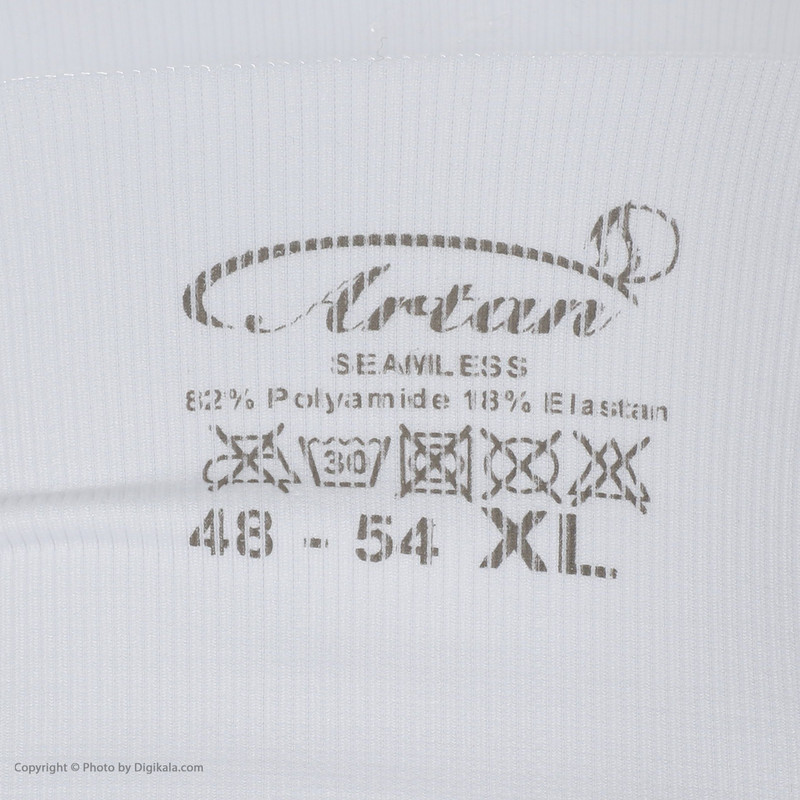 Artan
SEAMLESS
82% Polyamide 18% Elastan
30
48 - 54 XL
Copyright © Photo by Digikala.com